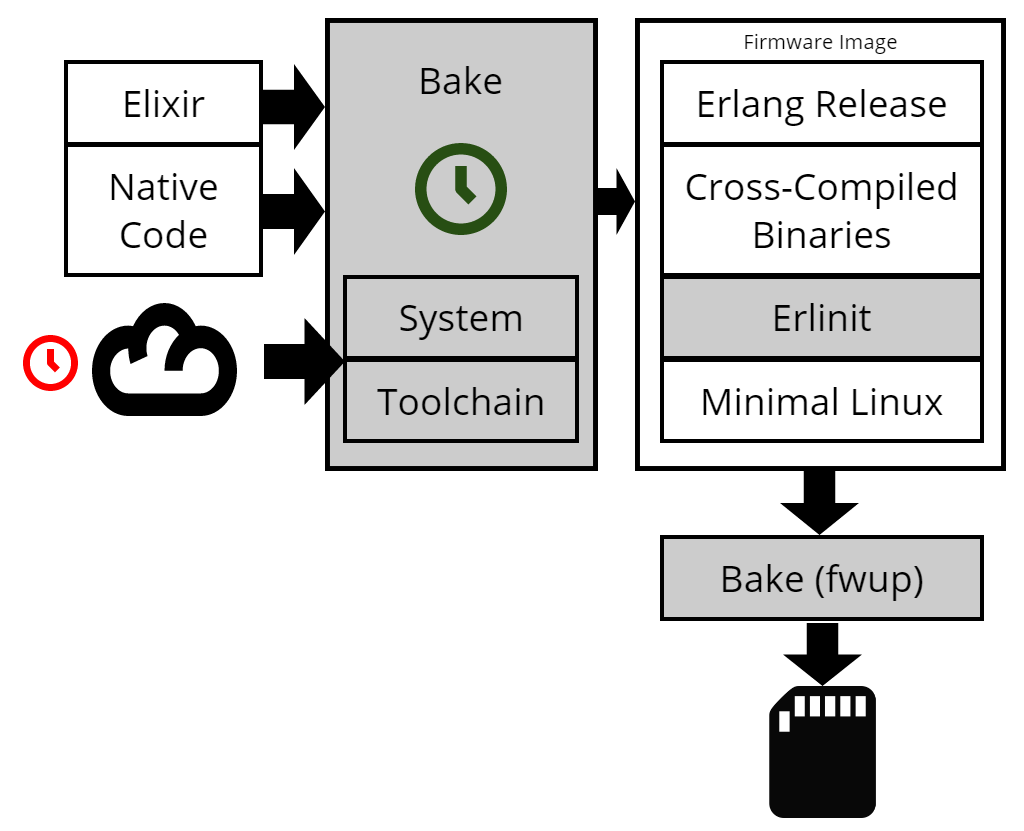 Elixir
Native
Code
Bake
System
Toolchain
Firmware Image
Erlang Release
Cross-Compiled
Binaries
Erlinit
Minimal Linux
Bake (fwup)